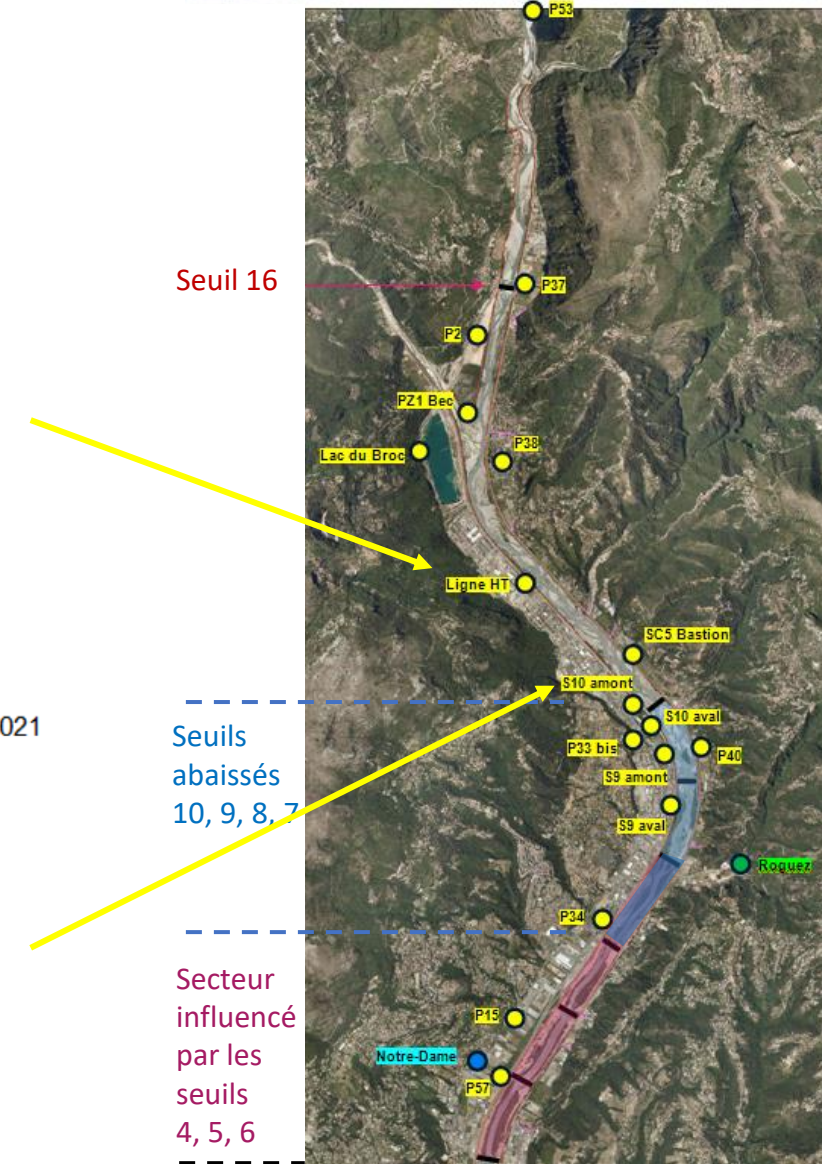 P53
Seuil 16
P37
P2
PZ1 Bec
P38
Lac du Broc
Ligne HT
SC5 Bastion
S10 amont
S10 aval
021
Seuils
abaissés
10, 9, 8, 7
P33 bis
P40
S9 amont
S9 aval
Roguez
P34
Secteur
influencé
par les
seuils
4, 5, 6
P15
Notre-Dame
P57